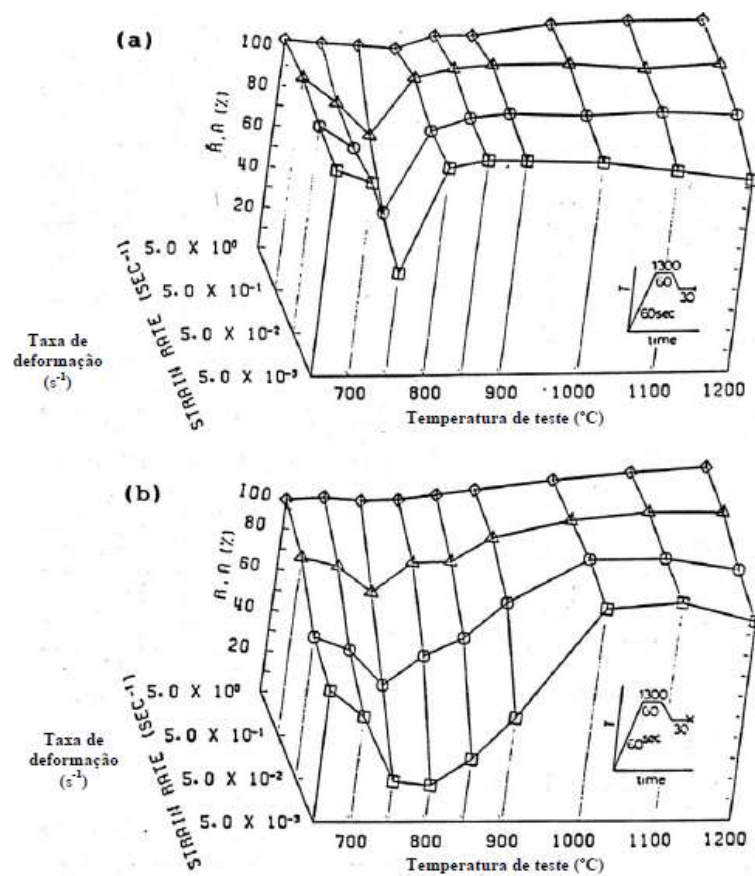 (a)
100
80
60
40
20
R,A (%)
5.0 X 10⁰
5.0 X 10⁻¹
5.0 X 10⁻²
5.0 X 10⁻³
STRAIN RATE (SEC-1)
Taxa de
deformação
(s⁻¹)
700 800 900 1000 1100 1200
Temperatura de teste (°C)
T
1300
60
30
60sec
time
(b)
100
80
60
40
20
R,A (%)
5.0 X 10⁰
5.0 X 10⁻¹
5.0 X 10⁻²
5.0 X 10⁻³
STRAIN RATE (SEC-1)
Taxa de
deformação
(s⁻¹)
700 800 900 1000 1100 1200
Temperatura de teste (°C)
T
1300
60
30
60sec
time